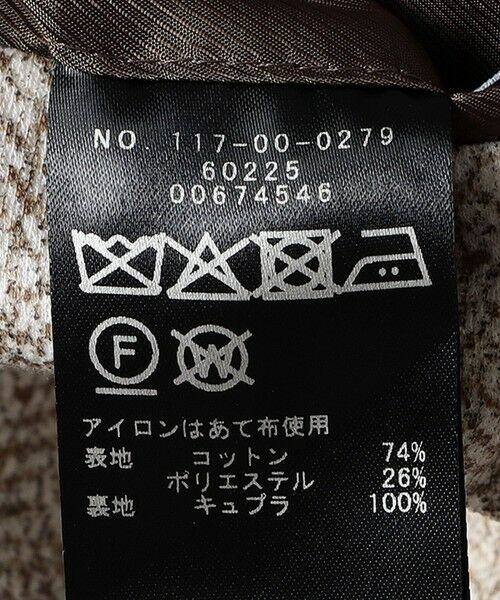 NO. 117-00-0279
60225
00674546
F W
アイロンはあて布使用
表地 コットン 74%
ポリエステル 26%
裏地 キュプラ 100%